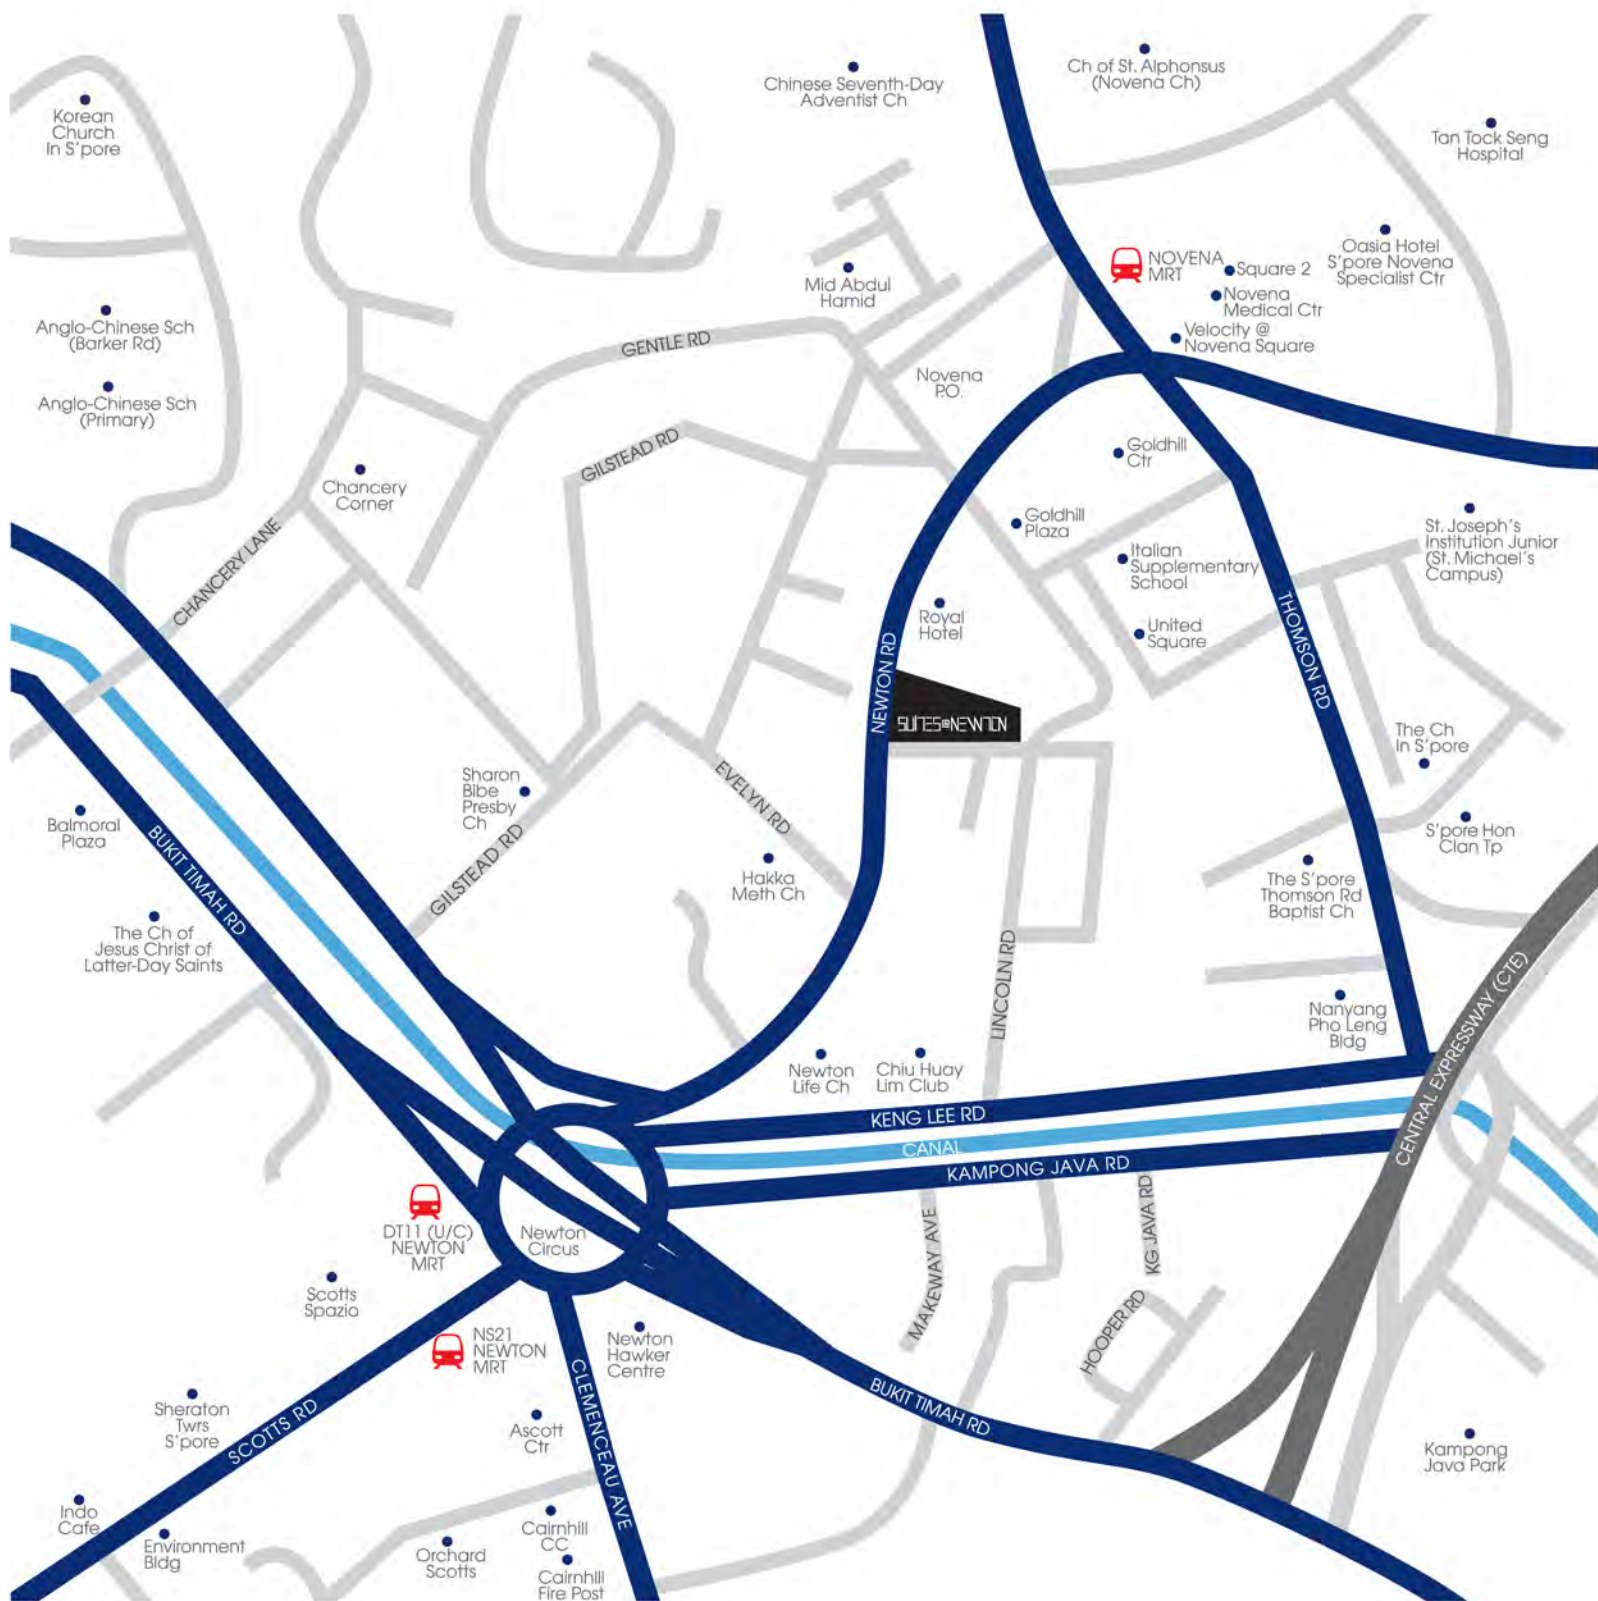 Korean
Church
In S'pore
Chinese Seventh-Day
Adventist Ch
Ch of St. Alphonsus
(Novena Ch)
Tan Tock Seng
Hospital
Anglo-Chinese Sch
(Barker Rd)
Anglo-Chinese Sch
(Primary)
Mid Abdul
Hamid
NOVENA
MRT
Square 2
Novena
Medical Ctr
Velocity @
Novena Square
Oasia Hotel
S'pore Novena
Specialist Ctr
GENTLE RD
Novena
P.O.
GILSTEAD RD
Chancery
Corner
CHANCERY LANE
Goldhill
Ctr
Goldhill
Plaza
Italian
Supplementary
School
United
Square
St. Joseph's
Institution Junior
(St. Michael's
Campus)
Royal
Hotel
NEWTON RD
SUITES@NEWTON
THOMSON RD
The Ch
In S'pore
S'pore Hon
Clan Tp
The S'pore
Thomson Rd
Baptist Ch
Nanyang
Pho Leng
Bldg
Balmoral
Plaza
BUKIT TIMAH RD
The Ch of
Jesus Christ of
Latter-Day Saints
Sharon
Bibe
Presby
Ch
GILSTEAD RD
EVELYN RD
Hakka
Meth Ch
LINCOLN RD
Newton
Life Ch
Chiu Huay
Lim Club
KENG LEE RD
CANAL
KAMPONG JAVA RD
CENTRAL EXPRESSWAY (CTE)
DT11 (U/C)
NEWTON
MRT
Newton
Circus
MAKEWAY AVE
KG JAVA RD
HOOPER RD
Scotts
Spazio
NS21
NEWTON
MRT
Newton
Hawker
Centre
CLEMENCEAU AVE
BUKIT TIMAH RD
Sheraton
Twrs
S'pore
SCOTTS RD
Ascott
Ctr
Kampong
Java Park
Indo
Cafe
Environment
Bldg
Orchard
Scotts
Cairnhill
CC
Cairnhill
Fire Post